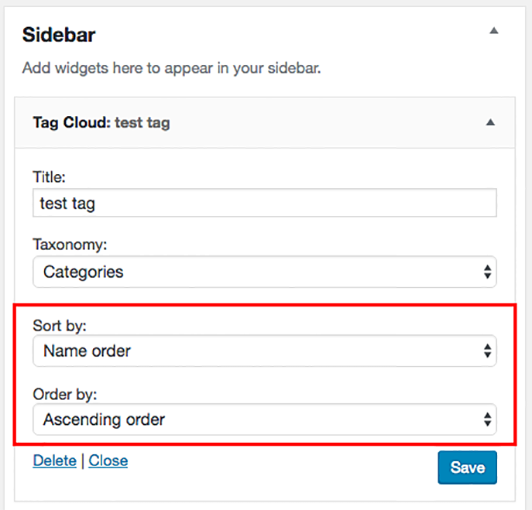 Sidebar
Add widgets here to appear in your sidebar.
Tag Cloud: test tag
Title:
test tag
Taxonomy:
Categories
Sort by:
Name order
Order by:
Ascending order
Delete | Close
Save